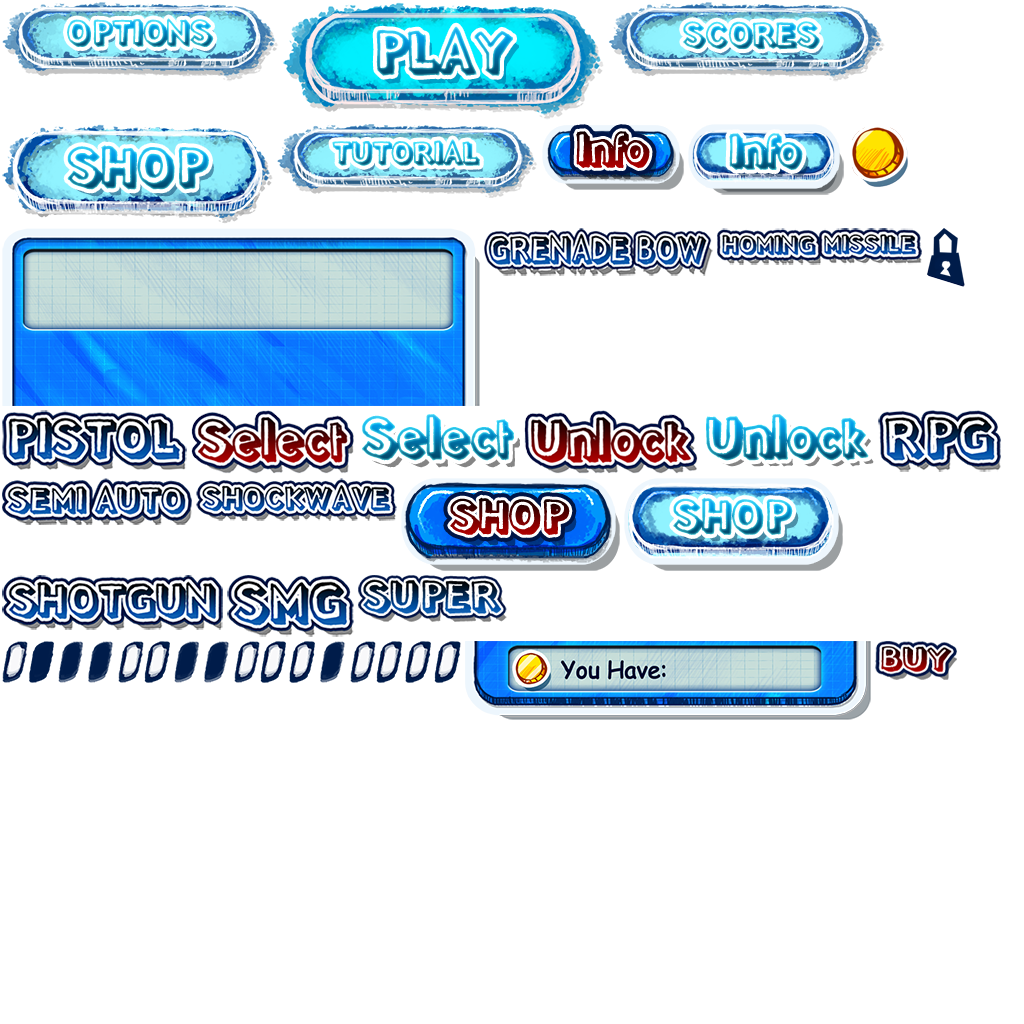 OPTIONS
PLAY
SCORES
SHOP
TUTORIAL
Info
Info
GRENADE BOW
HOMING MISSILE
PISTOL
Select
Select
Unlock
Unlock
RPG
SEMI AUTO
SHOCKWAVE
SHOP
SHOP
SHOTGUN
SMG
SUPER
You Have:
BUY